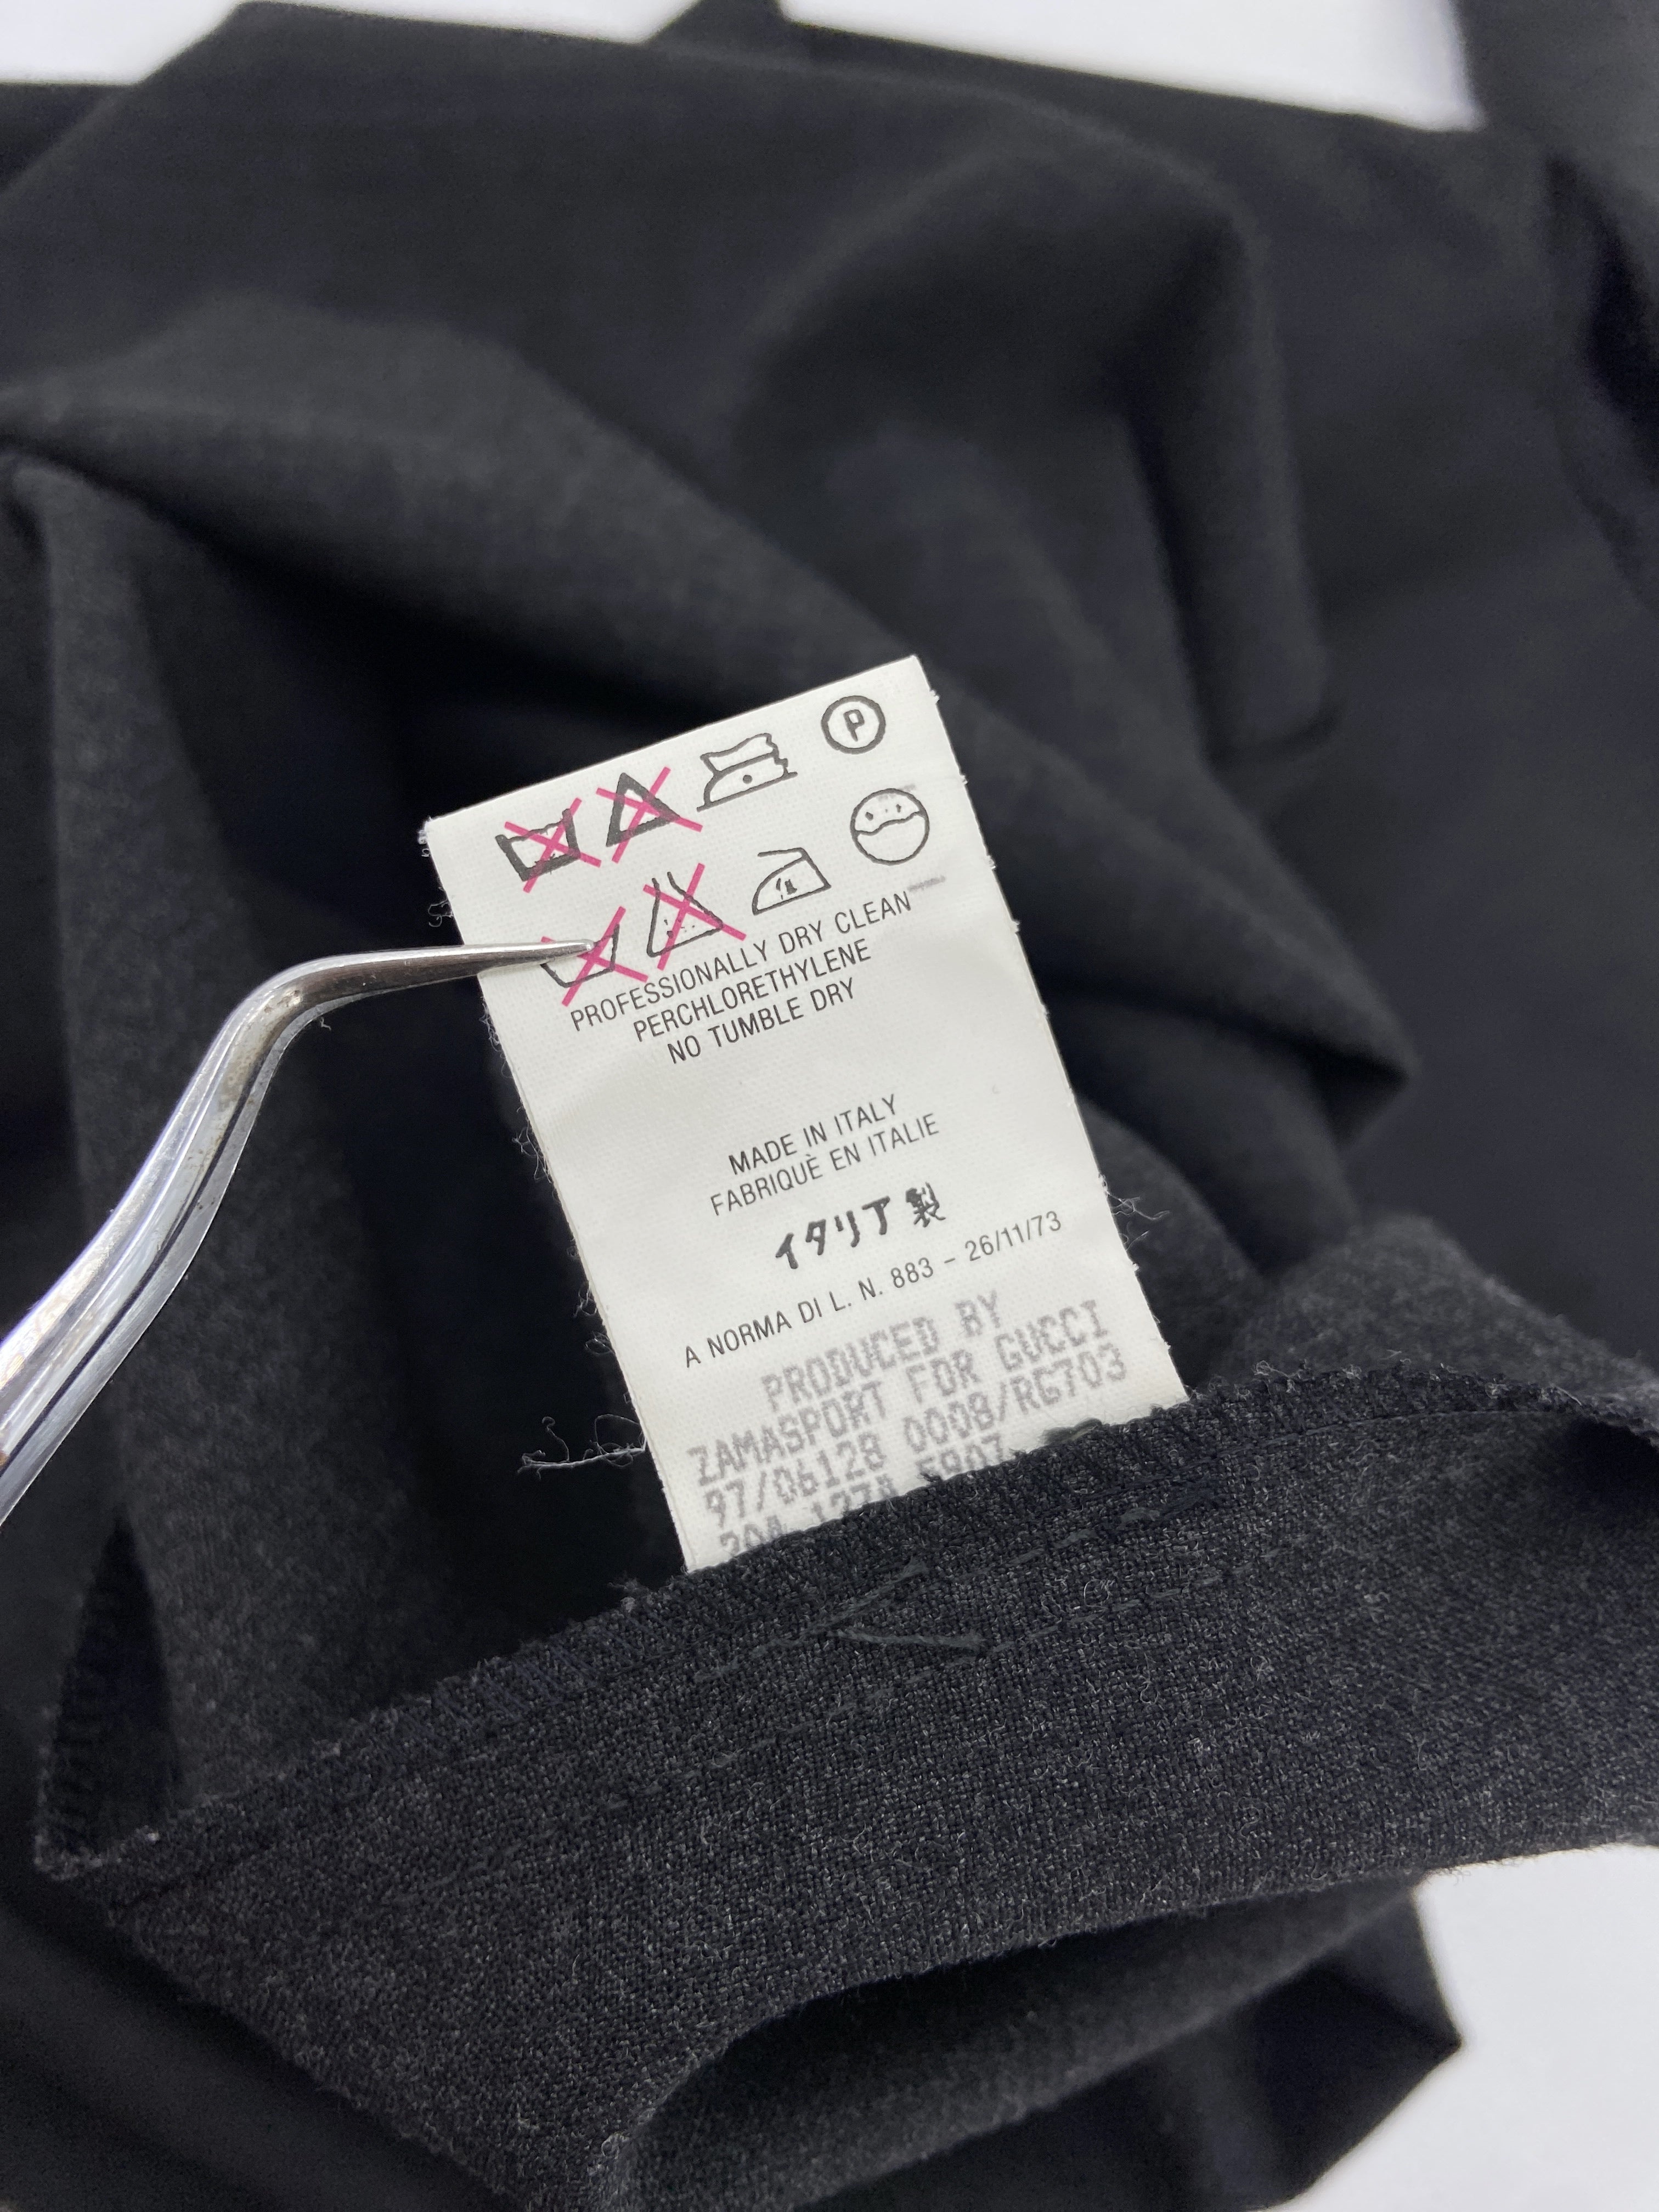 P
PROFESSIONALLY DRY CLEAN
PERCHLORETHYLENE
NO TUMBLE DRY
MADE IN ITALY
FABRIQUÈ EN ITALIE
イタリア製
A NORMA DI L. N. 883 - 26/11/73
PRODUCED BY
ZAMASPORT FOR GUCCI
97/06128 0008/RG703